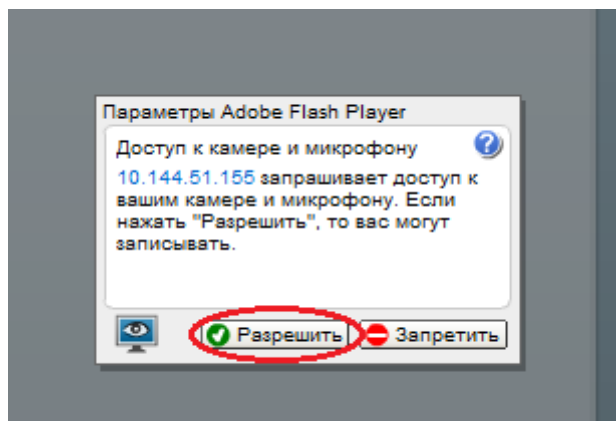 Параметры Adobe Flash Player
Доступ к камере и микрофону
10.144.51.155 запрашивает доступ к
вашим камере и микрофону. Если
нажать "Разрешить", то вас могут
записывать.
Разрешить Запретить